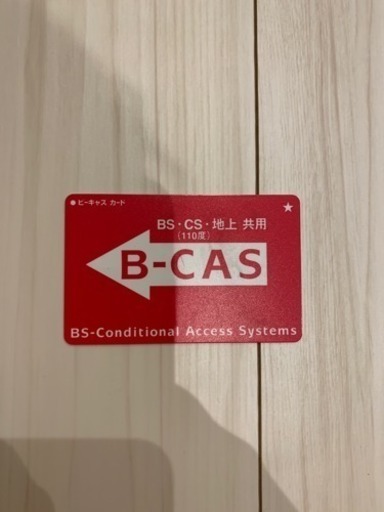 ● ビーキャス カード
★
BS・CS・地上 共用
(110度)
B-CAS
BS-Conditional Access Systems